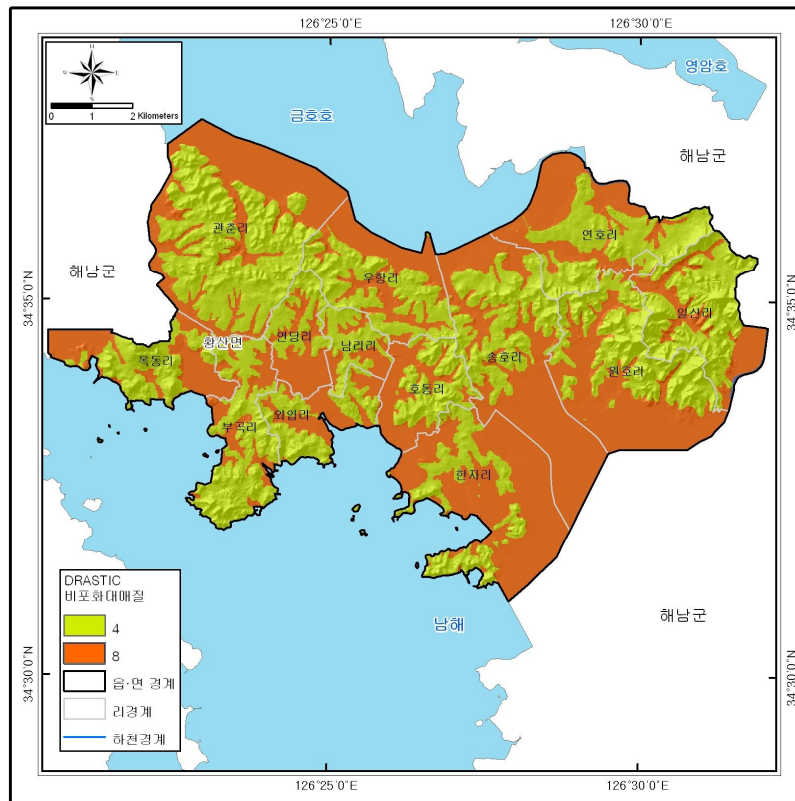 126°25'0"E
126°30'0"E
N
W
E
S
0 1 2 Kilometers
영암호
금호호
해남군
관춘리
연호리
해남군
우항리
34°35'0"N
34°35'0"N
일산리
황산면
연당리
남리리
송호리
옥동리
원호리
호동리
외입리
부곡리
한자리
DRASTIC
비포화대매질
4
8
읍·면 경계
리경계
하천경계
남해
해남군
34°30'0"N
34°30'0"N
126°25'0"E
126°30'0"E